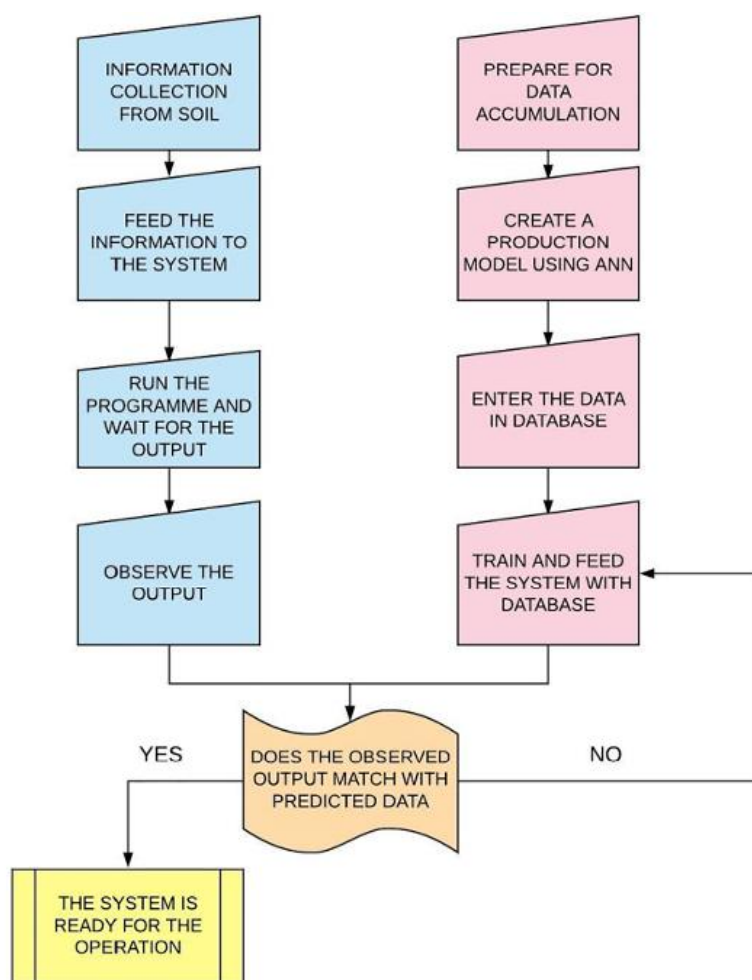 INFORMATION
COLLECTION
FROM SOIL
FEED THE
INFORMATION TO
THE SYSTEM
RUN THE
PROGRAMME AND
WAIT FOR THE
OUTPUT
OBSERVE THE
OUTPUT
PREPARE FOR
DATA
ACCUMULATION
CREATE A
PRODUCTION
MODEL USING ANN
ENTER THE DATA
IN DATABASE
TRAIN AND FEED
THE SYSTEM WITH
DATABASE
DOES THE OBSERVED
OUTPUT MATCH WITH
PREDICTED DATA
YES
NO
THE SYSTEM IS
READY FOR THE
OPERATION